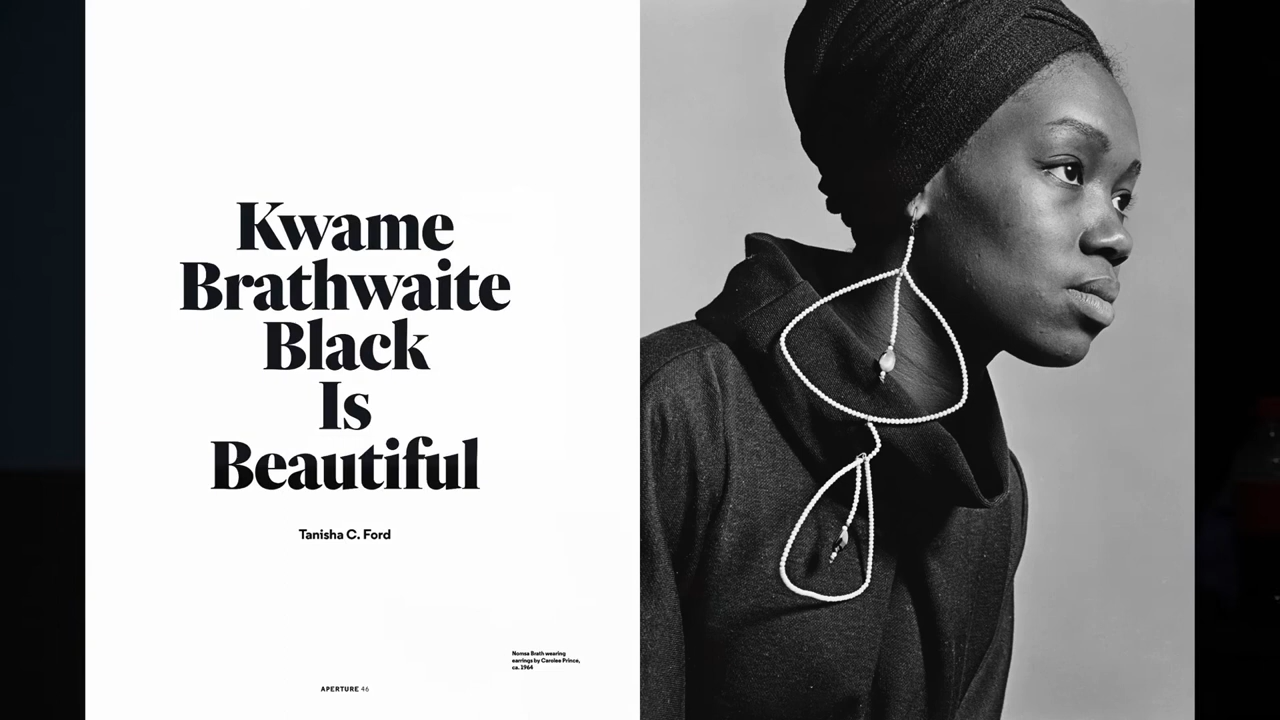 Kwame
Brathwaite
Black
Is
Beautiful
Tanisha C. Ford
Nomsa Brath wearing
earrings by Carolee Prince,
ca. 1964
APERTURE 46